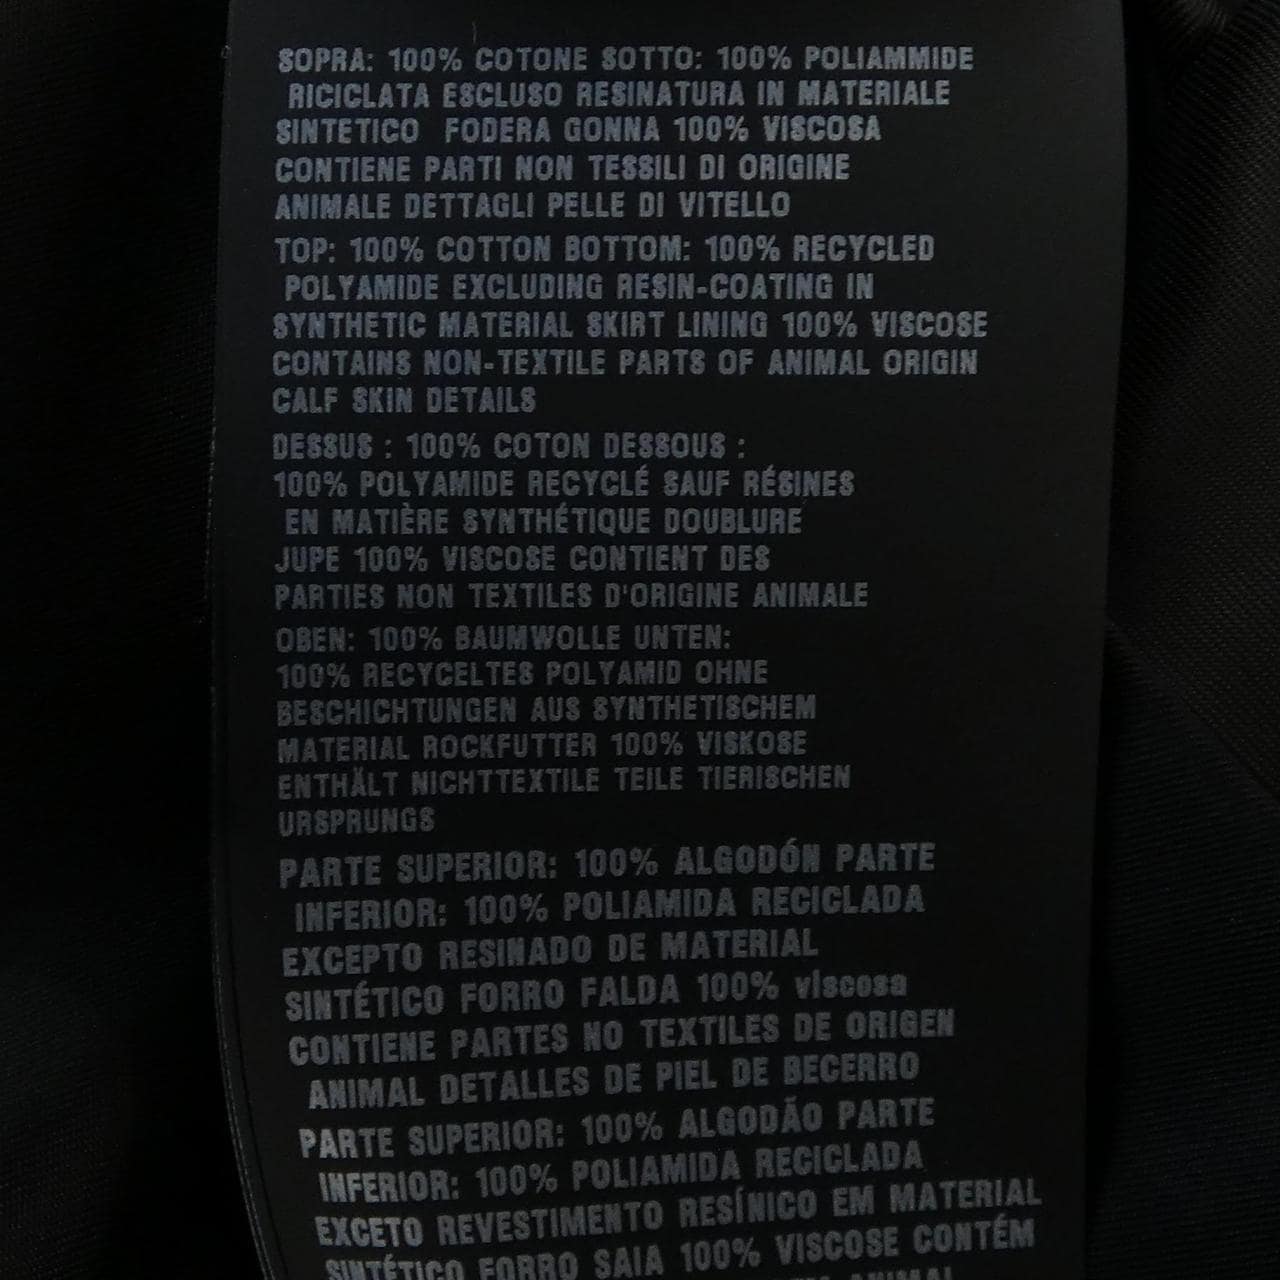 SOPRA: 100% COTONE SOTTO: 100% POLIAMMIDE
RICICLATA ESCLUSO RESINATURA IN MATERIALE
SINTETICO FODERA GONNA 100% VISCOSA
CONTIENE PARTI NON TESSILI DI ORIGINE
ANIMALE DETTAGLI PELLE DI VITELLO
TOP: 100% COTTON BOTTOM: 100% RECYCLED
POLYAMIDE EXCLUDING RESIN-COATING IN
SYNTHETIC MATERIAL SKIRT LINING 100% VISCOSE
CONTAINS NON-TEXTILE PARTS OF ANIMAL ORIGIN
CALF SKIN DETAILS
DESSUS : 100% COTON DESSOUS :
100% POLYAMIDE RECYCLÉ SAUF RÉSINES
EN MATIÈRE SYNTHÉTIQUE DOUBLURE
JUPE 100% VISCOSE CONTIENT DES
PARTIES NON TEXTILES D'ORIGINE ANIMALE
OBEN: 100% BAUMWOLLE UNTEN:
100% RECYCELTES POLYAMID OHNE
BESCHICHTUNGEN AUS SYNTHETISCHEM
MATERIAL ROCKFUTTER 100% VISKOSE
ENTHÄLT NICHTTEXTILE TEILE TIERISCHEN
URSPRUNGS
PARTE SUPERIOR: 100% ALGODÓN PARTE
INFERIOR: 100% POLIAMIDA RECICLADA
EXCEPTO RESINADO DE MATERIAL
SINTÉTICO FORRO FALDA 100% viscosa
CONTIENE PARTES NO TEXTILES DE ORIGEN
ANIMAL DETALLES DE PIEL DE BECERRO
PARTE SUPERIOR: 100% ALGODÃO PARTE
INFERIOR: 100% POLIAMIDA RECICLADA
EXCETO REVESTIMENTO RESÍNICO EM MATERIAL
SINTÉTICO FORRO SAIA 100% VISCOSE CONTÉM
ANIMAL